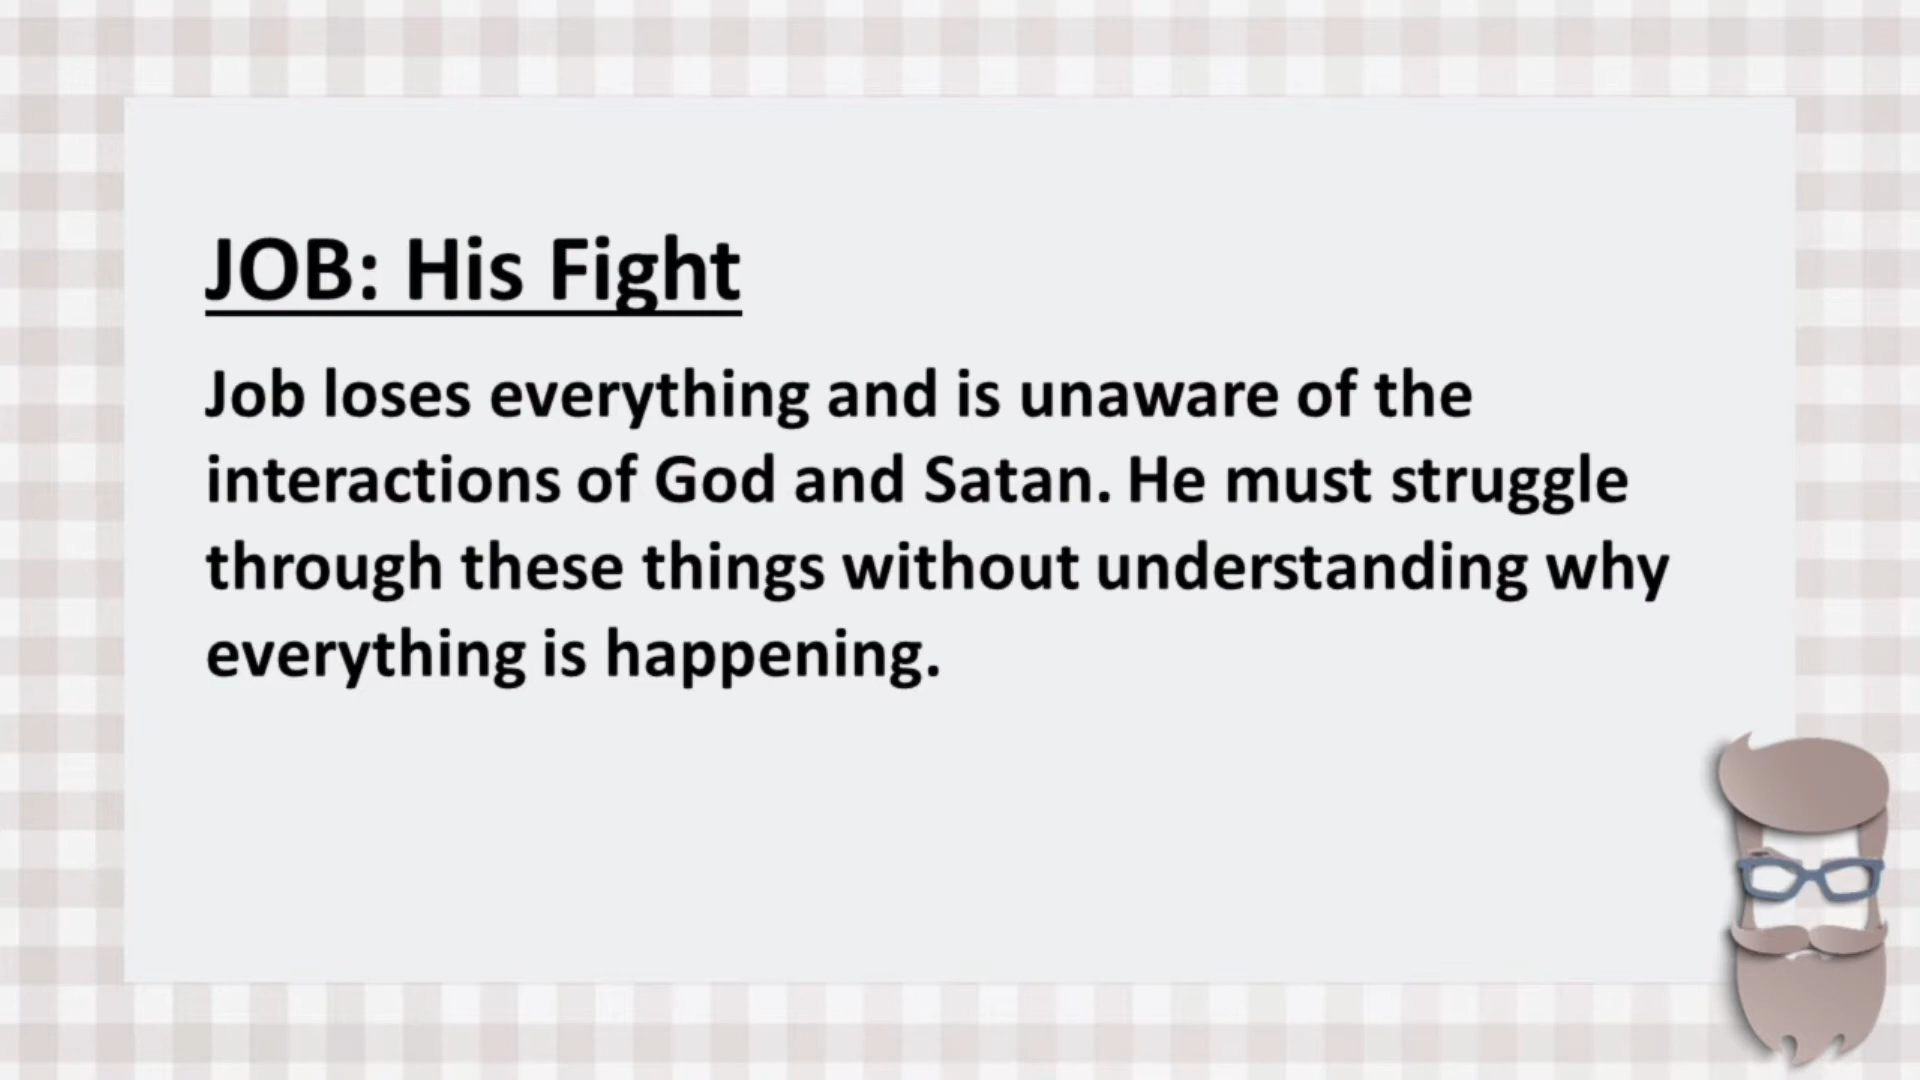 JOB: His Fight
Job loses everything and is unaware of the
interactions of God and Satan. He must struggle
through these things without understanding why
everything is happening.